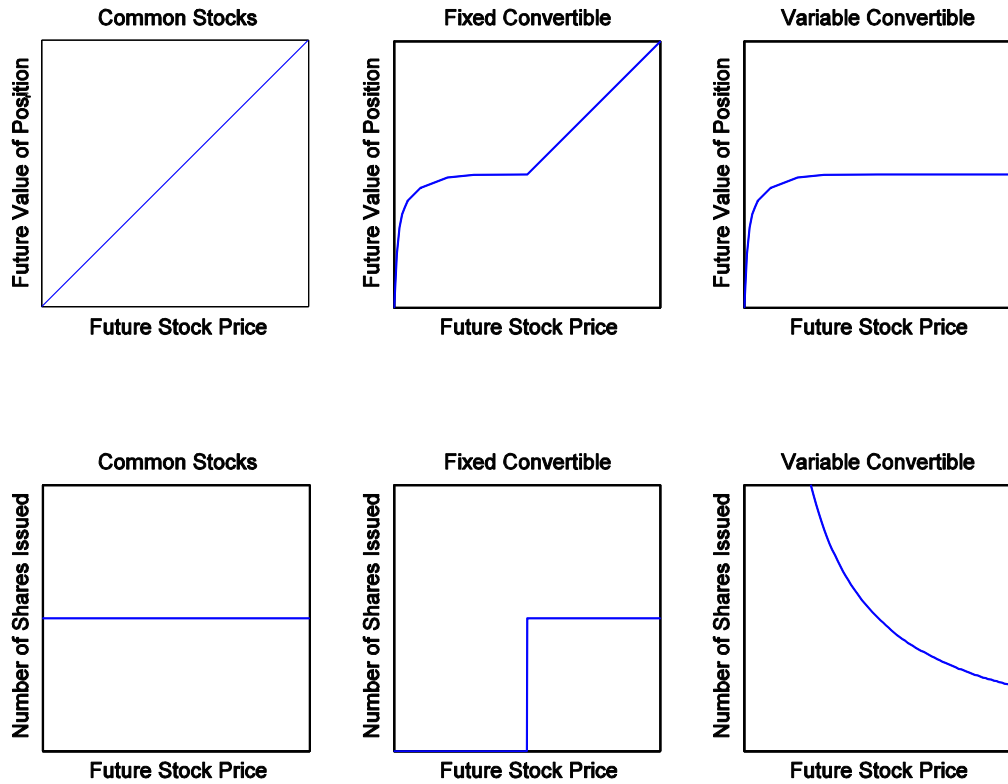 Common Stocks
Fixed Convertible
Variable Convertible
Future Value of Position
Future Value of Position
Future Value of Position
Future Stock Price
Future Stock Price
Future Stock Price
Common Stocks
Fixed Convertible
Variable Convertible
Number of Shares Issued
Number of Shares Issued
Number of Shares Issued
Future Stock Price
Future Stock Price
Future Stock Price